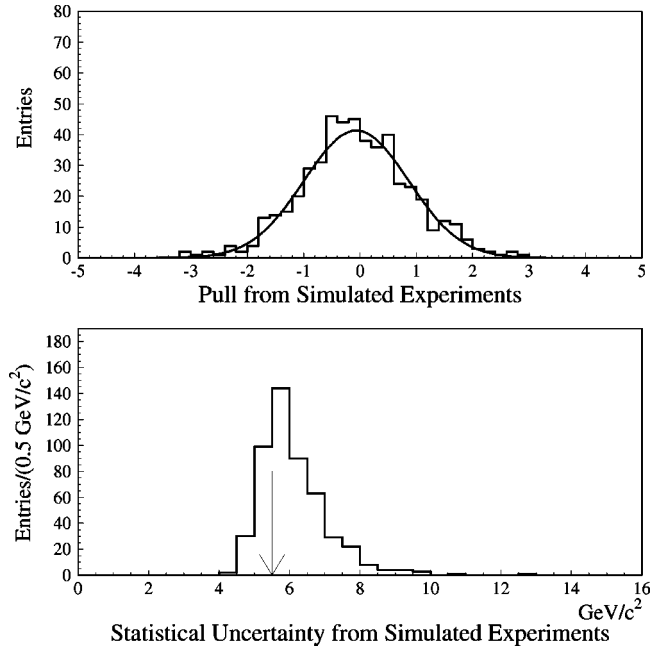 80
70
60
50
40
30
20
10
0
Entries
-5 -4 -3 -2 -1 0 1 2 3 4 5
Pull from Simulated Experiments
180
160
140
120
100
80
60
40
20
0
Entries/(0.5 GeV/c²)
0 2 4 6 8 10 12 14 16
GeV/c²
Statistical Uncertainty from Simulated Experiments